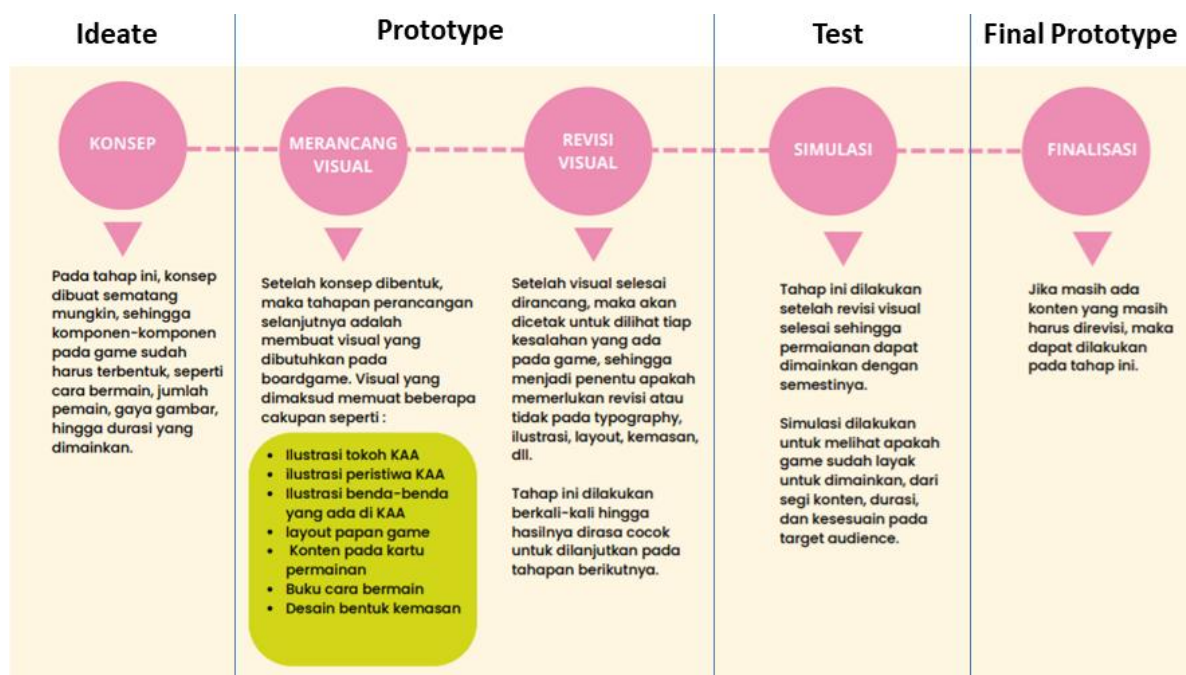 Ideate
Prototype
Test
Final Prototype
KONSEP
MERANCANG
VISUAL
REVISI
VISUAL
SIMULASI
FINALISASI
Pada tahap ini, konsep
dibuat sematang
mungkin, sehingga
komponen-komponen
pada game sudah
harus terbentuk, seperti
cara bermain, jumlah
pemain, gaya gambar,
hingga durasi yang
dimainkan.
Setelah konsep dibentuk,
maka tahapan perancangan
selanjutnya adalah
membuat visual yang
dibutuhkan pada
boardgame. Visual yang
dimaksud memuat beberapa
cakupan seperti :
• Ilustrasi tokoh KAA
• ilustrasi peristiwa KAA
• Ilustrasi benda-benda
yang ada di KAA
• layout papan game
• Konten pada kartu
permainan
• Buku cara bermain
• Desain bentuk kemasan
Setelah visual selesai
dirancang, maka akan
dicetak untuk dilihat tiap
kesalahan yang ada
pada game, sehingga
menjadi penentu apakah
memerlukan revisi atau
tidak pada typography,
ilustrasi, layout, kemasan,
dll.
Tahap ini dilakukan
berkali-kali hingga
hasilnya dirasa cocok
untuk dilanjutkan pada
tahapan berikutnya.
Tahap ini dilakukan
setelah revisi visual
selesai sehingga
permaianan dapat
dimainkan dengan
semestinya.
Simulasi dilakukan
untuk melihat apakah
game sudah layak
untuk dimainkan, dari
segi konten, durasi,
dan kesesuain pada
target audience.
Jika masih ada
konten yang masih
harus direvisi, maka
dapat dilakukan
pada tahap ini.